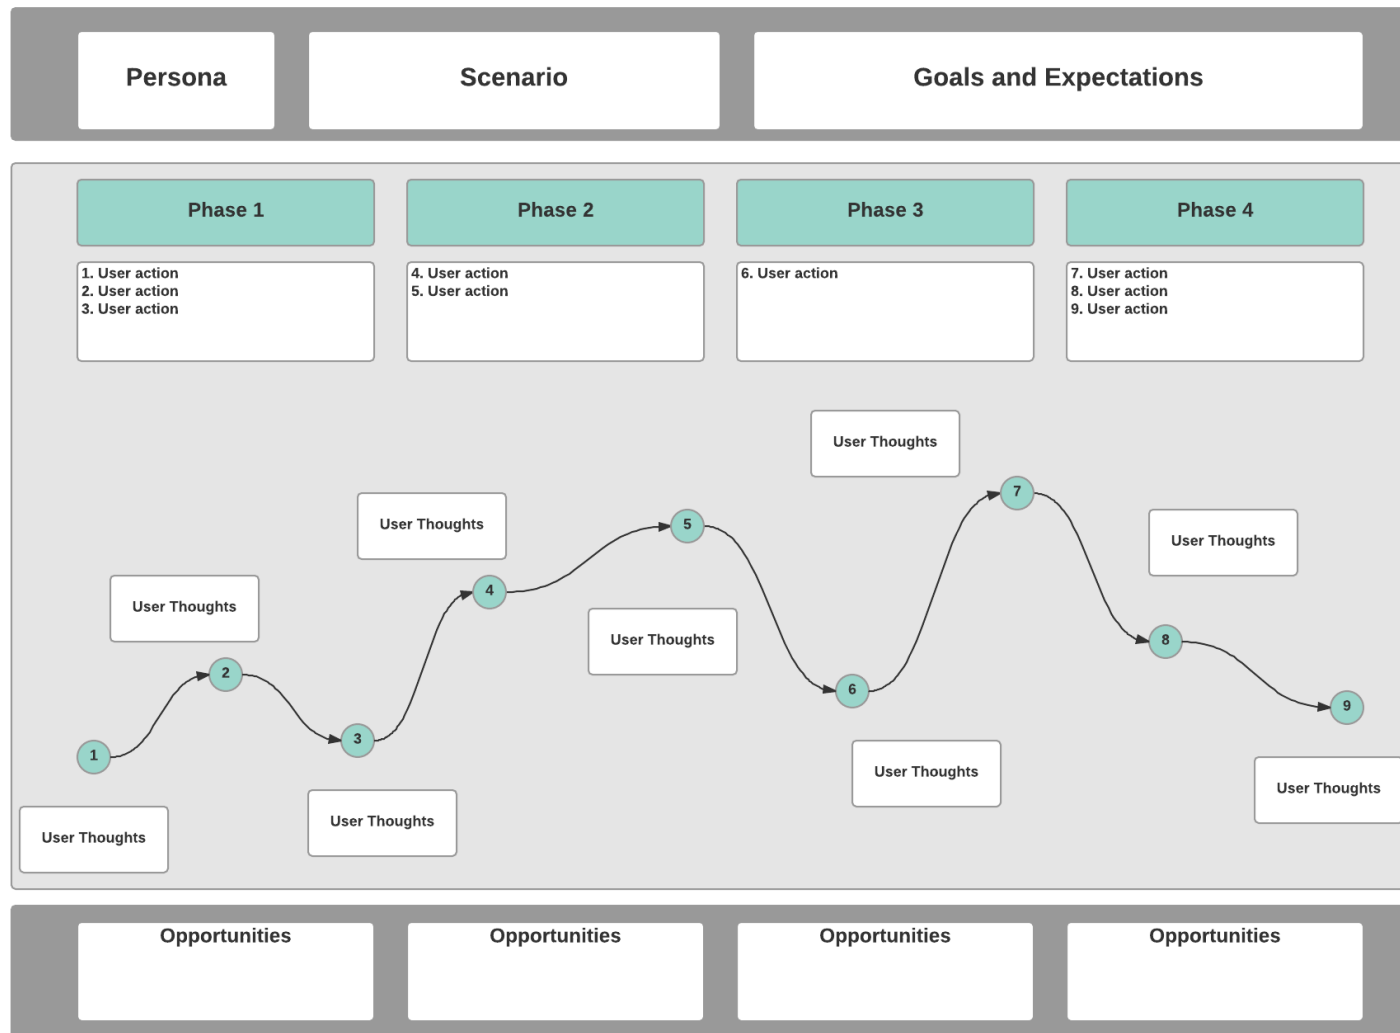 Persona
Scenario
Goals and Expectations
Phase 1
Phase 2
Phase 3
Phase 4
1. User action
2. User action
3. User action
4. User action
5. User action
6. User action
7. User action
8. User action
9. User action
User Thoughts
7
User Thoughts
5
User Thoughts
4
User Thoughts
User Thoughts
8
2
6
9
3
1
User Thoughts
User Thoughts
User Thoughts
User Thoughts
Opportunities
Opportunities
Opportunities
Opportunities